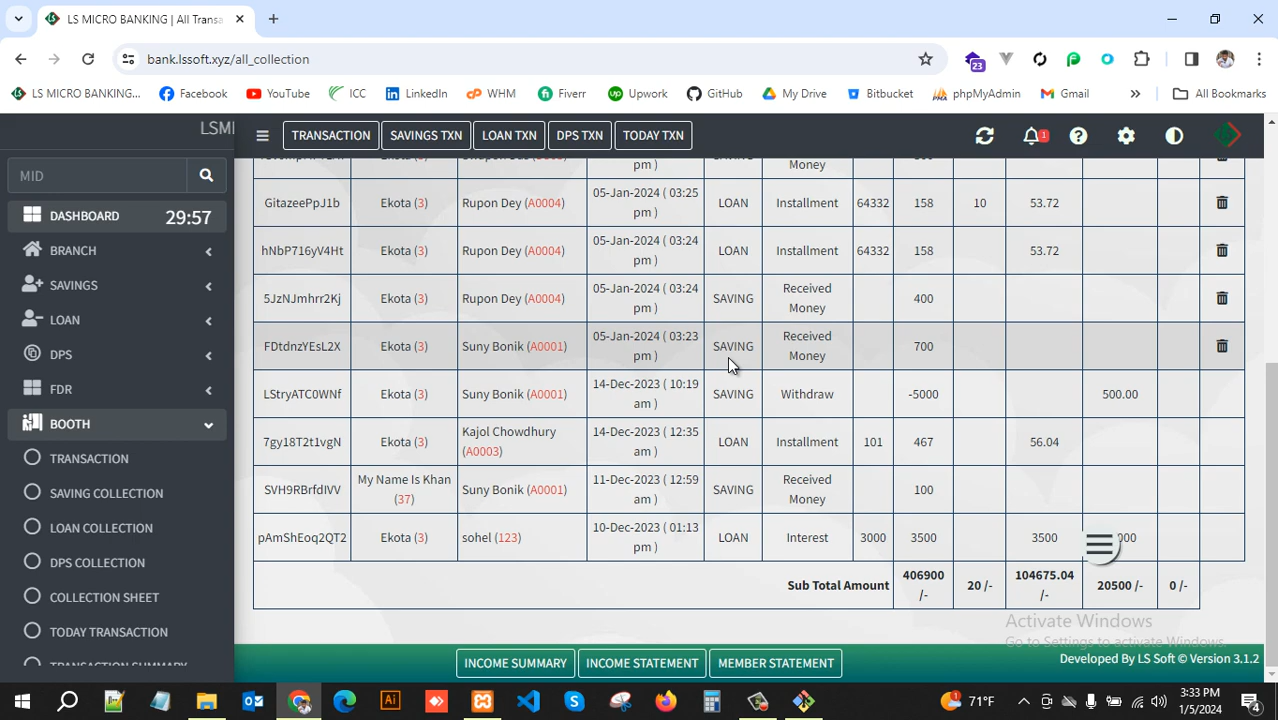 LS MICRO BANKING | All Transa
bank.lssoft.xyz/all_collection
23
LS MICRO BANKING... Facebook YouTube ICC LinkedIn WHM Fiverr Upwork GitHub My Drive Bitbucket phpMyAdmin Gmail » All Bookmarks
LSMI
TRANSACTION SAVINGS TXN LOAN TXN DPS TXN TODAY TXN 1
MID
DASHBOARD 29:57
BRANCH
SAVINGS
LOAN
DPS
FDR
BOOTH
TRANSACTION
SAVING COLLECTION
LOAN COLLECTION
DPS COLLECTION
COLLECTION SHEET
TODAY TRANSACTION
TRANSACTION SUMMARY
pm ) Money
GitazeePpJ1b Ekota (3) Rupon Dey (A0004) 05-Jan-2024 ( 03:25 pm ) LOAN Installment 64332 158 10 53.72
hNbP716yV4Ht Ekota (3) Rupon Dey (A0004) 05-Jan-2024 ( 03:24 pm ) LOAN Installment 64332 158 53.72
5JzNJmhrr2Kj Ekota (3) Rupon Dey (A0004) 05-Jan-2024 ( 03:24 pm ) SAVING Received Money 400
FDtdnzYEsL2X Ekota (3) Suny Bonik (A0001) 05-Jan-2024 ( 03:23 pm ) SAVING Received Money 700
LStryATC0WNf Ekota (3) Suny Bonik (A0001) 14-Dec-2023 ( 10:19 am ) SAVING Withdraw -5000 500.00
7gy18T2t1vgN Ekota (3) Kajol Chowdhury (A0003) 14-Dec-2023 ( 12:35 am ) LOAN Installment 101 467 56.04
SVH9RBrfdIVV My Name Is Khan (37) Suny Bonik (A0001) 11-Dec-2023 ( 12:59 am ) SAVING Received Money 100
pAmShEoq2QT2 Ekota (3) sohel (123) 10-Dec-2023 ( 01:13 pm ) LOAN Interest 3000 3500 3500
Sub Total Amount 406900 /- 20 /- 104675.04 /- 20500 /- 0 /-
Activate Windows
Go to Settings to activate Windows.
INCOME SUMMARY INCOME STATEMENT MEMBER STATEMENT Developed By LS Soft © Version 3.1.2
71°F 3:33 PM
1/5/2024